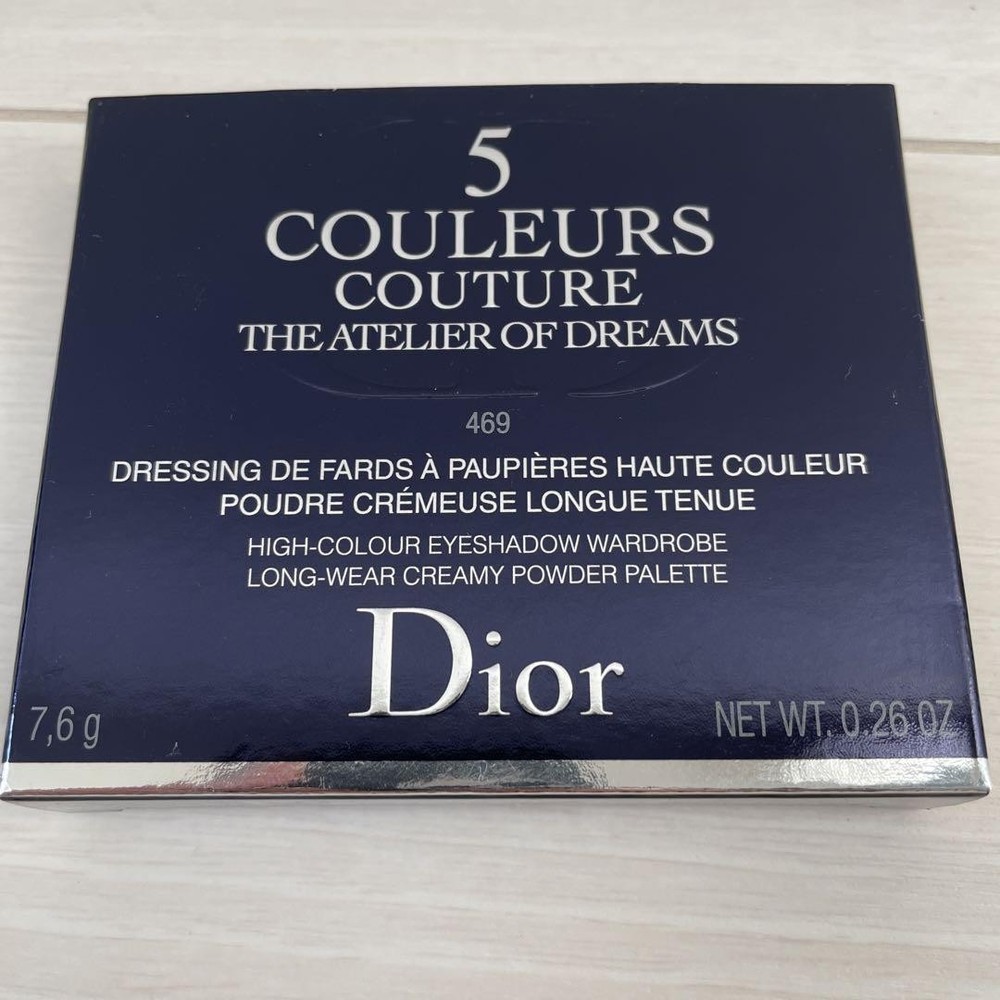 5
COULEURS
COUTURE
THE ATELIER OF DREAMS
469
DRESSING DE FARDS À PAUPIÈRES HAUTE COULEUR
POUDRE CRÉMEUSE LONGUE TENUE
HIGH-COLOUR EYESHADOW WARDROBE
LONG-WEAR CREAMY POWDER PALETTE
Dior
7,6 g
NET WT. 0.26 OZ